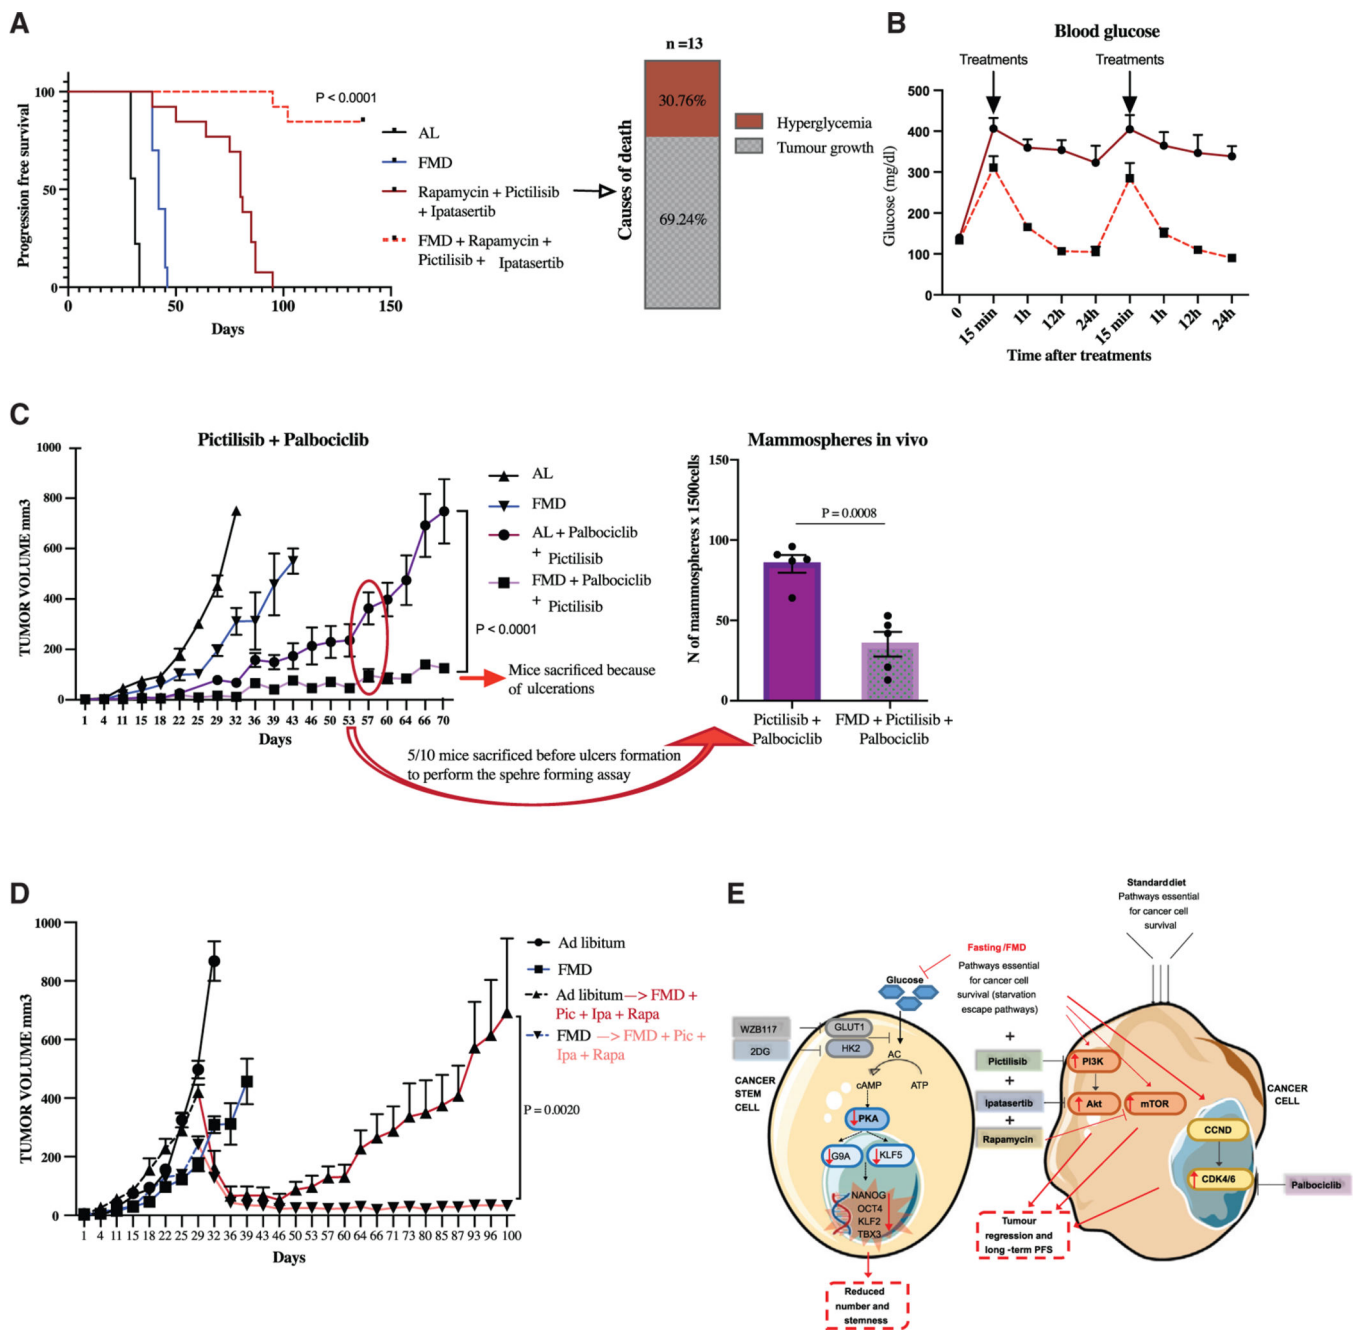 A
n =13
P < 0.0001
100
50
0
0
50
100
150
Progression free survival
Days
AL
FMD
Rapamycin + Pictilisib
+ Ipatasertib
FMD + Rapamycin +
Pictilisib + Ipatasertib
Causes of death
30.76%
69.24%
Hyperglycemia
Tumour growth
B
Blood glucose
Treatments
Treatments
500
400
300
200
100
0
Glucose (mg/dl)
0
15 min
1h
12h
24h
15 min
1h
12h
24h
Time after treatments
C
Pictilisib + Palbociclib
1000
800
600
400
200
0
TUMOR VOLUME mm3
1 4 11 15 18 22 25 29 32 36 39 43 46 50 53 57 60 64 66 70
Days
AL
FMD
AL + Palbociclib
+ Pictilisib
FMD + Palbociclib
+ Pictilisib
P < 0.0001
Mice sacrificed because
of ulcerations
5/10 mice sacrificed before ulcers formation
to perform the spehre forming assay
Mammospheres in vivo
150
100
50
0
N of mammospheres x 1500cells
P = 0.0008
Pictilisib +
Palbociclib
FMD + Pictilisib +
Palbociclib
D
1000
800
600
400
200
0
TUMOR VOLUME mm3
1 4 11 15 18 22 25 29 32 36 39 43 46 50 53 57 60 64 66 71 73 80 85 87 93 96 100
Days
Ad libitum
FMD
Ad libitum—> FMD +
Pic + Ipa + Rapa
FMD —> FMD + Pic +
Ipa + Rapa
P = 0.0020
E
Standard diet
Pathways essential
for cancer cell
survival
Fasting/FMD
Glucose
Pathways essential
for cancer cell
survival (starvation
escape pathways)
WZB117
2DG
GLUT1
HK2
AC
cAMP
ATP
CANCER
STEM
CELL
PKA
G9A
KLF5
NANOG
OCT4
KLF2
TBX3
Reduced
number and
stemness
+
Pictilisib
+
Ipatasertib
+
Rapamycin
PI3K
Akt
mTOR
CANCER
CELL
CCND
CDK4/6
Palbociclib
Tumour
regression and
long -term PFS